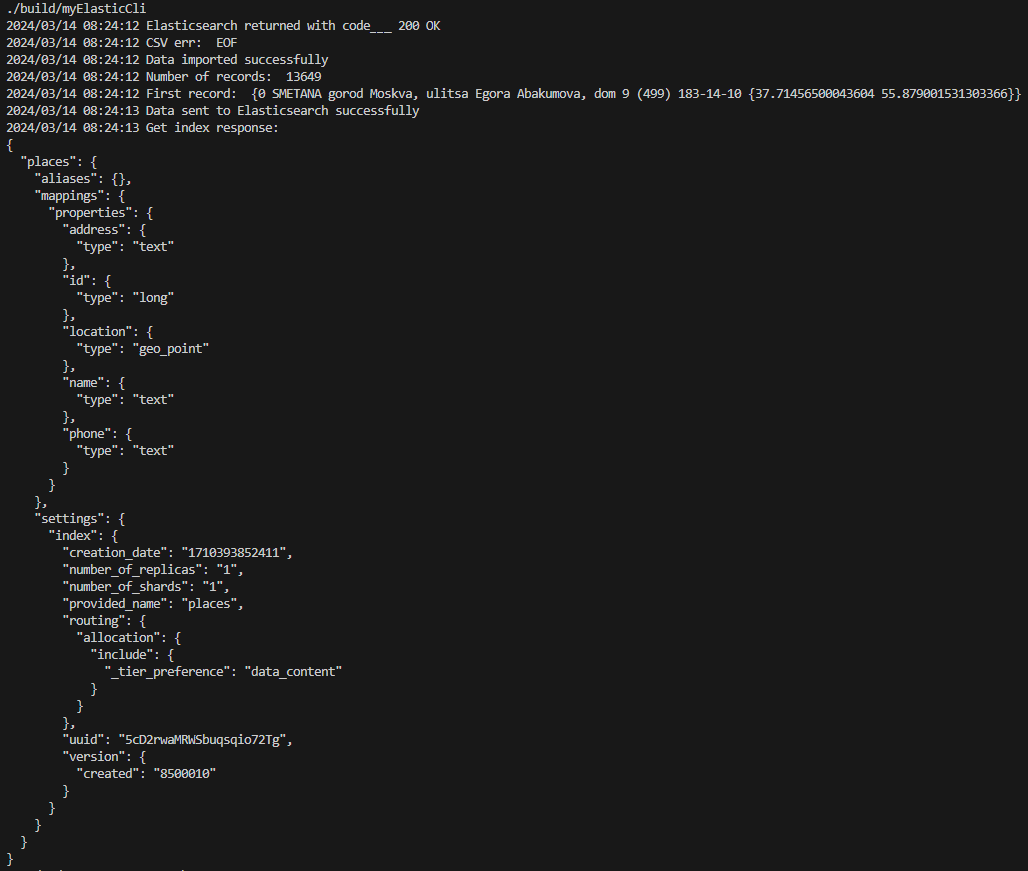 ./build/myElasticCli
2024/03/14 08:24:12 Elasticsearch returned with code___ 200 OK
2024/03/14 08:24:12 CSV err:  EOF
2024/03/14 08:24:12 Data imported successfully
2024/03/14 08:24:12 Number of records:  13649
2024/03/14 08:24:12 First record:  {0 SMETANA gorod Moskva, ulitsa Egora Abakumova, dom 9 (499) 183-14-10 {37.71456500043604 55.879001531303366}}
2024/03/14 08:24:13 Data sent to Elasticsearch successfully
2024/03/14 08:24:13 Get index response:
{
  "places": {
    "aliases": {},
    "mappings": {
      "properties": {
        "address": {
          "type": "text"
        },
        "id": {
          "type": "long"
        },
        "location": {
          "type": "geo_point"
        },
        "name": {
          "type": "text"
        },
        "phone": {
          "type": "text"
        }
      }
    },
    "settings": {
      "index": {
        "creation_date": "1710393852411",
        "number_of_replicas": "1",
        "number_of_shards": "1",
        "provided_name": "places",
        "routing": {
          "allocation": {
            "include": {
              "_tier_preference": "data_content"
            }
          }
        },
        "uuid": "5cD2rwaMRWSbuqsqio72Tg",
        "version": {
          "created": "8500010"
        }
      }
    }
  }
}